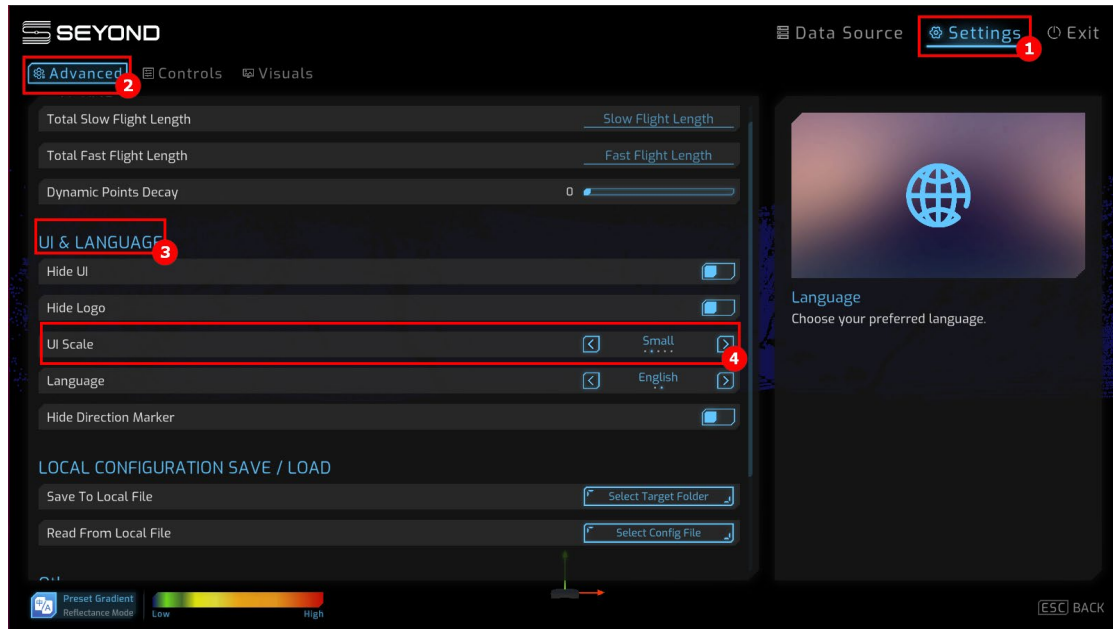 SEYOND
Data Source
Settings
Exit
1
Advanced
Controls
Visuals
2
Total Slow Flight Length
Slow Flight Length
Total Fast Flight Length
Fast Flight Length
Dynamic Points Decay
0
UI & LANGUAGE
3
Hide UI
Hide Logo
UI Scale
Small
4
Language
English
Hide Direction Marker
LOCAL CONFIGURATION SAVE / LOAD
Save To Local File
Select Target Folder
Read From Local File
Select Config File
Language
Choose your preferred language.
Preset Gradient
Reflectance Mode
Low
High
ESC BACK